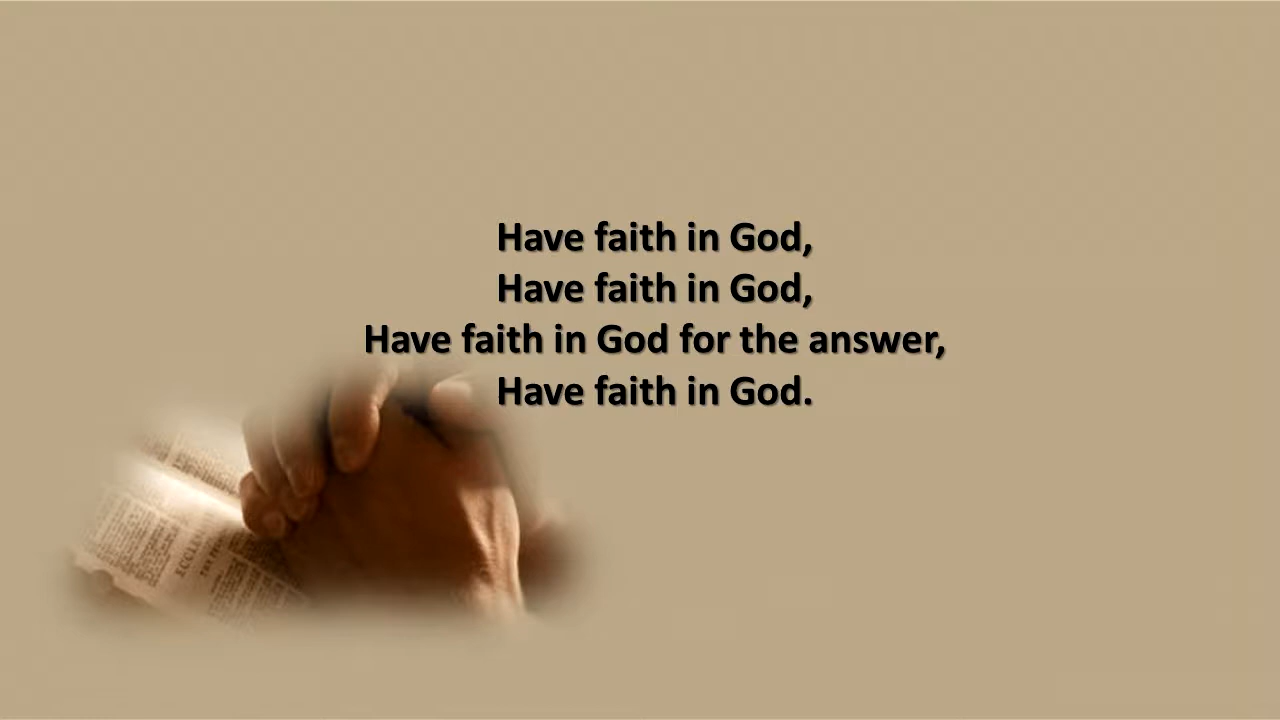 Have faith in God,
Have faith in God,
Have faith in God for the answer,
Have faith in God.